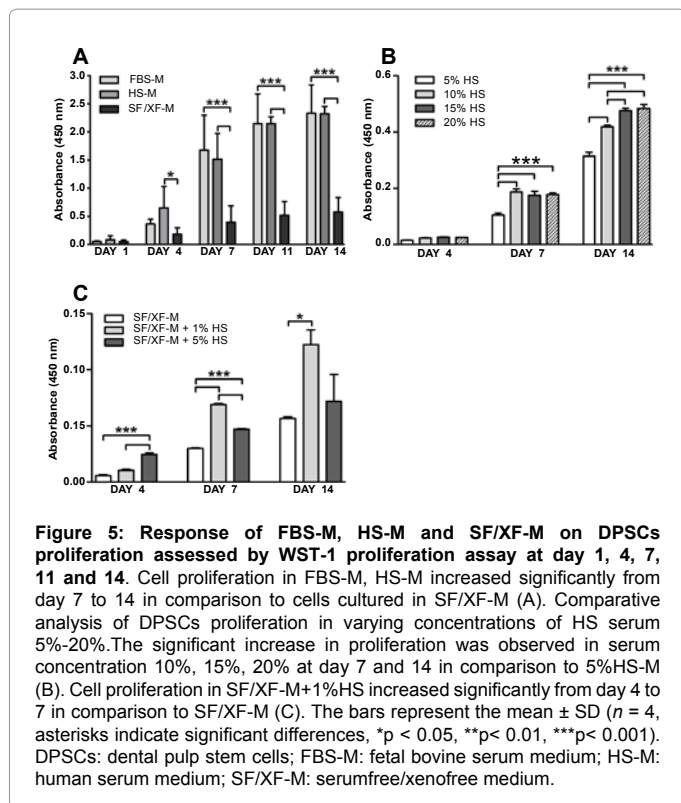 A
B
FBS-M
HS-M
SF/XF-M
***
***
***
*
Absorbance (450 nm)
3.0
2.5
2.0
1.5
1.0
0.5
0.0
DAY 1
DAY 4
DAY 7
DAY 11
DAY 14
5% HS
10% HS
15% HS
20% HS
***
***
Absorbance (450 nm)
0.6
0.4
0.2
0.0
DAY 4
DAY 7
DAY 14
C
SF/XF-M
SF/XF-M + 1% HS
SF/XF-M + 5% HS
*
***
***
Absorbance (450 nm)
0.15
0.15
0.00
DAY 4
DAY 7
DAY 14
Figure 5: Response of FBS-M, HS-M and SF/XF-M on DPSCs
proliferation assessed by WST-1 proliferation assay at day 1, 4, 7,
11 and 14. Cell proliferation in FBS-M, HS-M increased significantly from
day 7 to 14 in comparison to cells cultured in SF/XF-M (A). Comparative
analysis of DPSCs proliferation in varying concentrations of HS serum
5%-20%.The significant increase in proliferation was observed in serum
concentration 10%, 15%, 20% at day 7 and 14 in comparison to 5%HS-M
(B). Cell proliferation in SF/XF-M+1%HS increased significantly from day 4 to
7 in comparison to SF/XF-M (C). The bars represent the mean ± SD (n = 4,
asterisks indicate significant differences, *p < 0.05, **p< 0.01, ***p< 0.001).
DPSCs: dental pulp stem cells; FBS-M: fetal bovine serum medium; HS-M:
human serum medium; SF/XF-M: serumfree/xenofree medium.